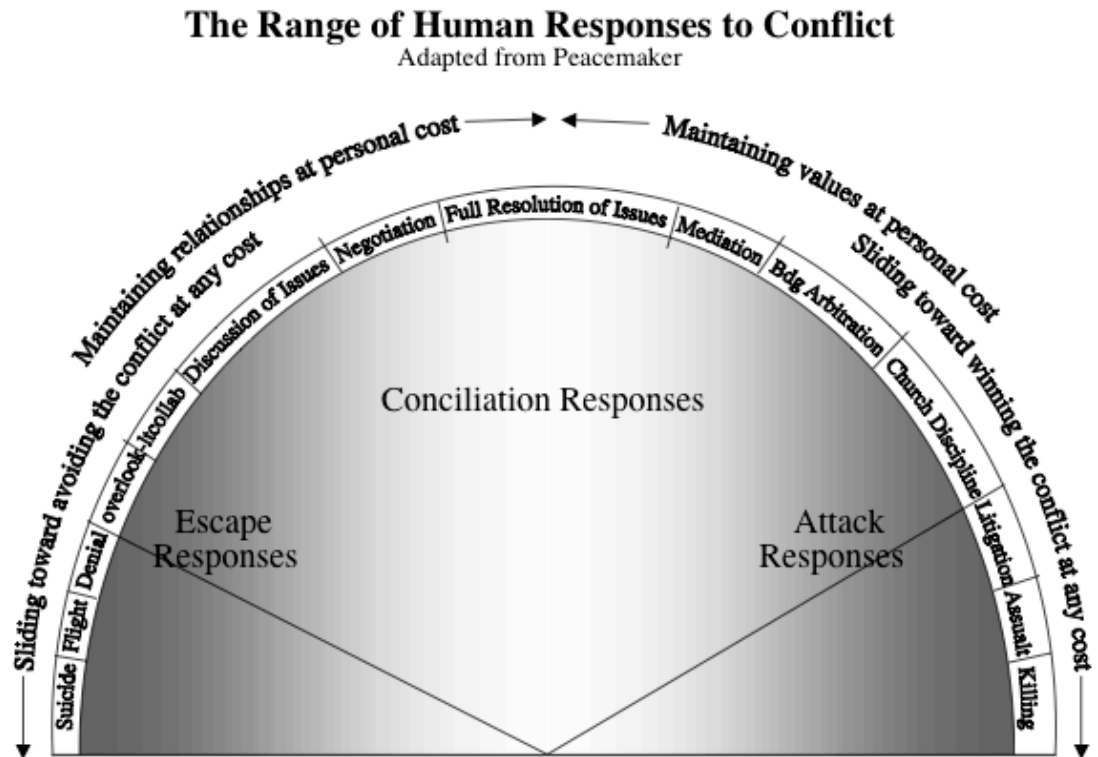 The Range of Human Responses to Conflict
Adapted from Peacemaker
Maintaining relationships at personal cost
Maintaining values at personal cost
Sliding toward avoiding the conflict at any cost
Sliding toward winning the conflict at any cost
Suicide
Flight
Denial
overlook-ltcollab
Discussion of Issues
Negotiation
Full Resolution of Issues
Mediation
Bdg Arbitration
Church Discipline
Litigation
Assualt
Killing
Conciliation Responses
Escape
Responses
Attack
Responses